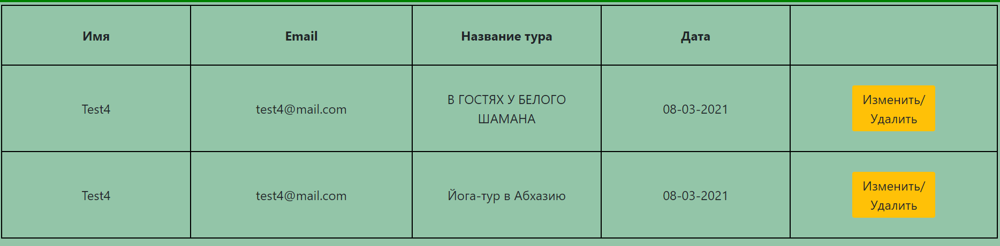 Имя Email Название тура Дата
Test4 test4@mail.com В ГОСТЯХ У БЕЛОГО
ШАМАНА 08-03-2021 Изменить/
Удалить
Test4 test4@mail.com Йога-тур в Абхазию 08-03-2021 Изменить/
Удалить